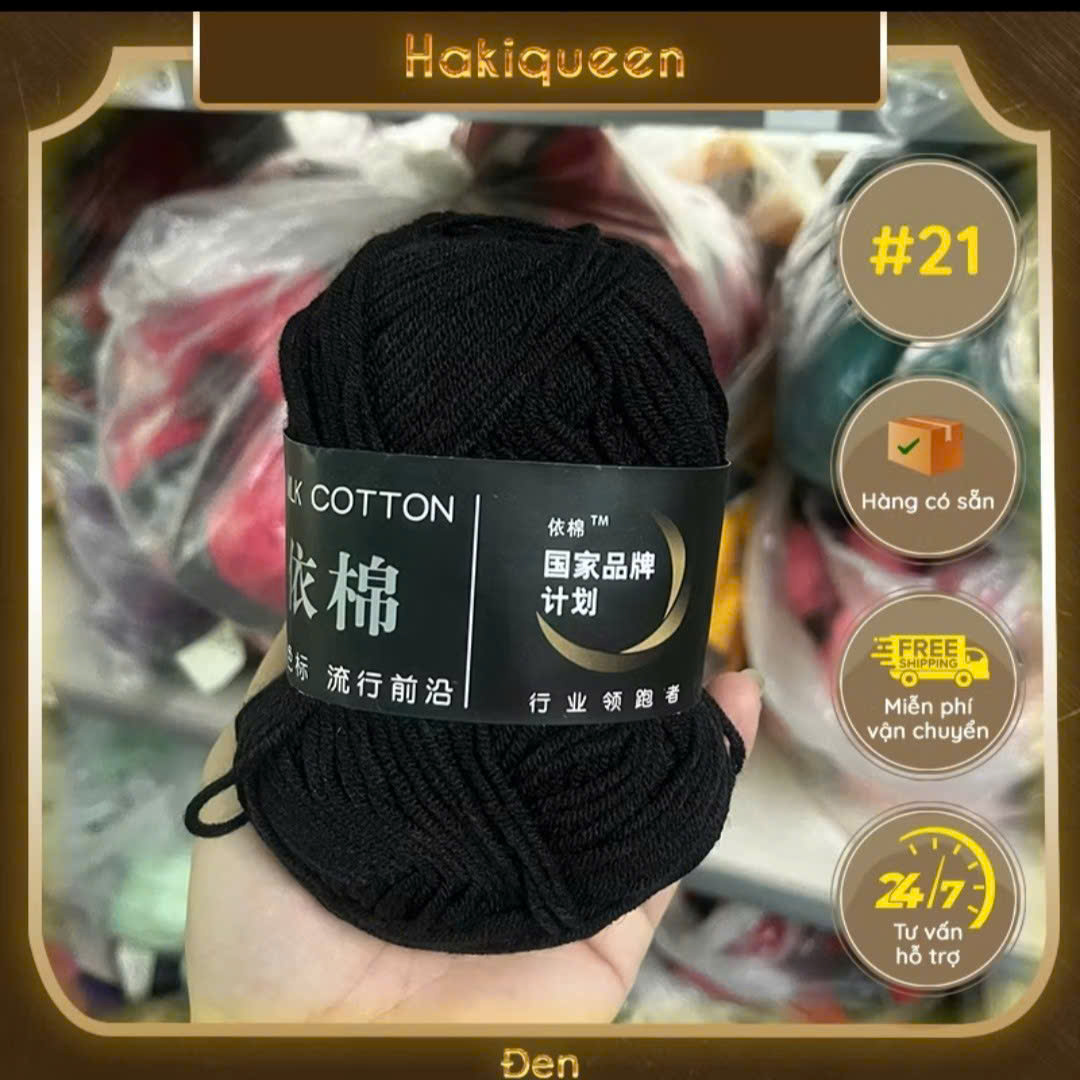 Hakiqueen
#21
Hàng có sẵn
FREE
SHIPPING
Miễn phí
vận chuyển
24/7
Tư vấn
hỗ trợ
COTTON
依棉
标 流行前沿
依棉™
国家品牌
计划
行业领跑者
Đen